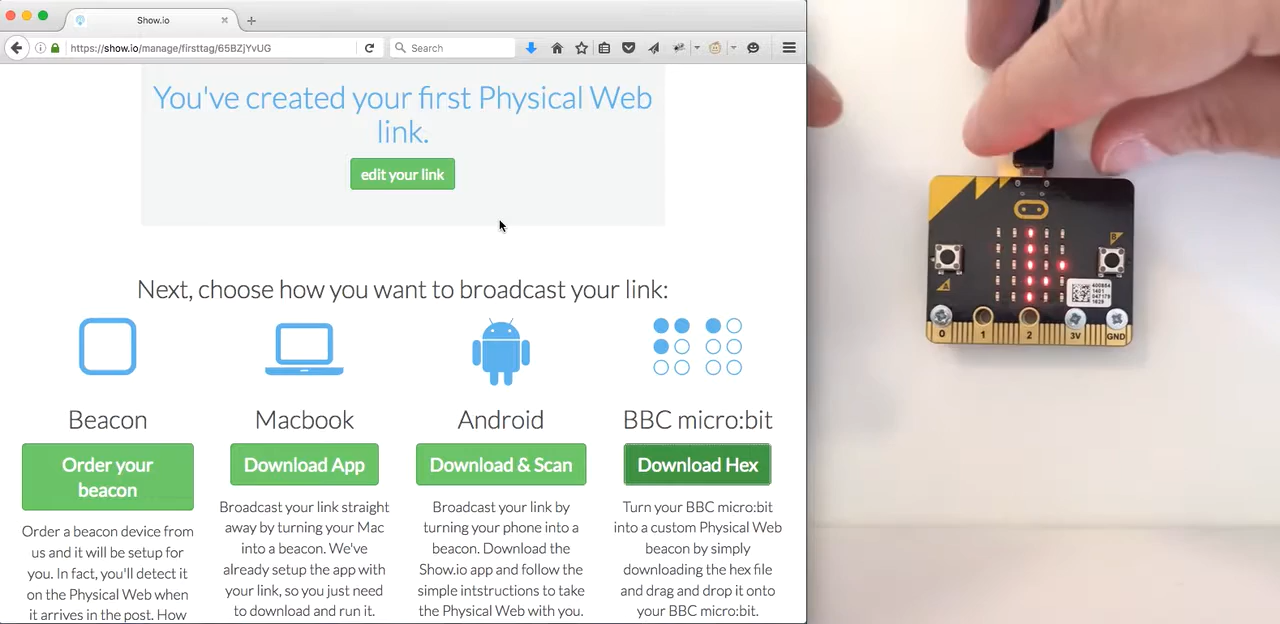 Show.io
https://show.io/manage/firsttag/65BZjYvUG
Search
You've created your first Physical Web
link.
edit your link
Next, choose how you want to broadcast your link:
Beacon
Order your
beacon
Order a beacon device from
us and it will be setup for
you. In fact, you'll detect it
on the Physical Web when
it arrives in the post. How
Macbook
Download App
Broadcast your link straight
away by turning your Mac
into a beacon. We've
already setup the app with
your link, so you just need
to download and run it.
Android
Download & Scan
Broadcast your link by
turning your phone into a
beacon. Download the
Show.io app and follow the
simple intstructions to take
the Physical Web with you.
BBC micro:bit
Download Hex
Turn your BBC micro:bit
into a custom Physical Web
beacon by simply
downloading the hex file
and drag and drop it onto
your BBC micro:bit.
A
B
0
1
2
3V
GND